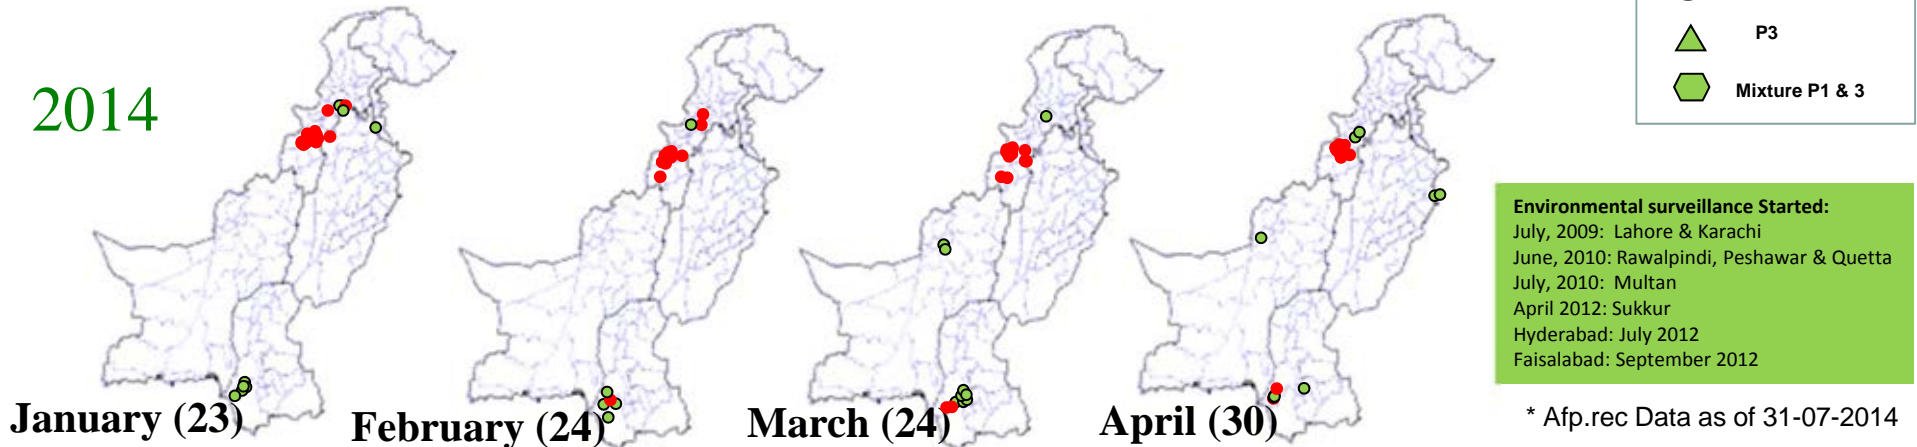 2014
P3
Mixture P1 & 3
Environmental surveillance Started:
July, 2009: Lahore & Karachi
June, 2010: Rawalpindi, Peshawar & Quetta
July, 2010: Multan
April 2012: Sukkur
Hyderabad: July 2012
Faisalabad: September 2012
January (23)
February (24)
March (24)
April (30)
* Afp.rec Data as of 31-07-2014